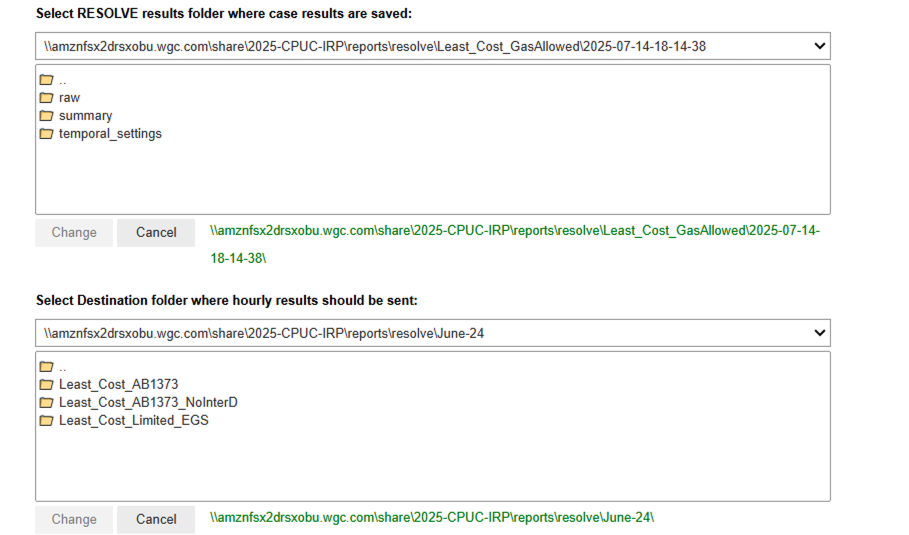 Select RESOLVE results folder where case results are saved:
\\amznfsx2drsxobu.wgc.com\share\2025-CPUC-IRP\reports\resolve\Least_Cost_GasAllowed\2025-07-14-18-14-38
..
raw
summary
temporal_settings
Change Cancel \\amznfsx2drsxobu.wgc.com\share\2025-CPUC-IRP\reports\resolve\Least_Cost_GasAllowed\2025-07-14-
18-14-38\
Select Destination folder where hourly results should be sent:
\\amznfsx2drsxobu.wgc.com\share\2025-CPUC-IRP\reports\resolve\June-24
..
Least_Cost_AB1373
Least_Cost_AB1373_NoInterD
Least_Cost_Limited_EGS
Change Cancel \\amznfsx2drsxobu.wgc.com\share\2025-CPUC-IRP\reports\resolve\June-24\